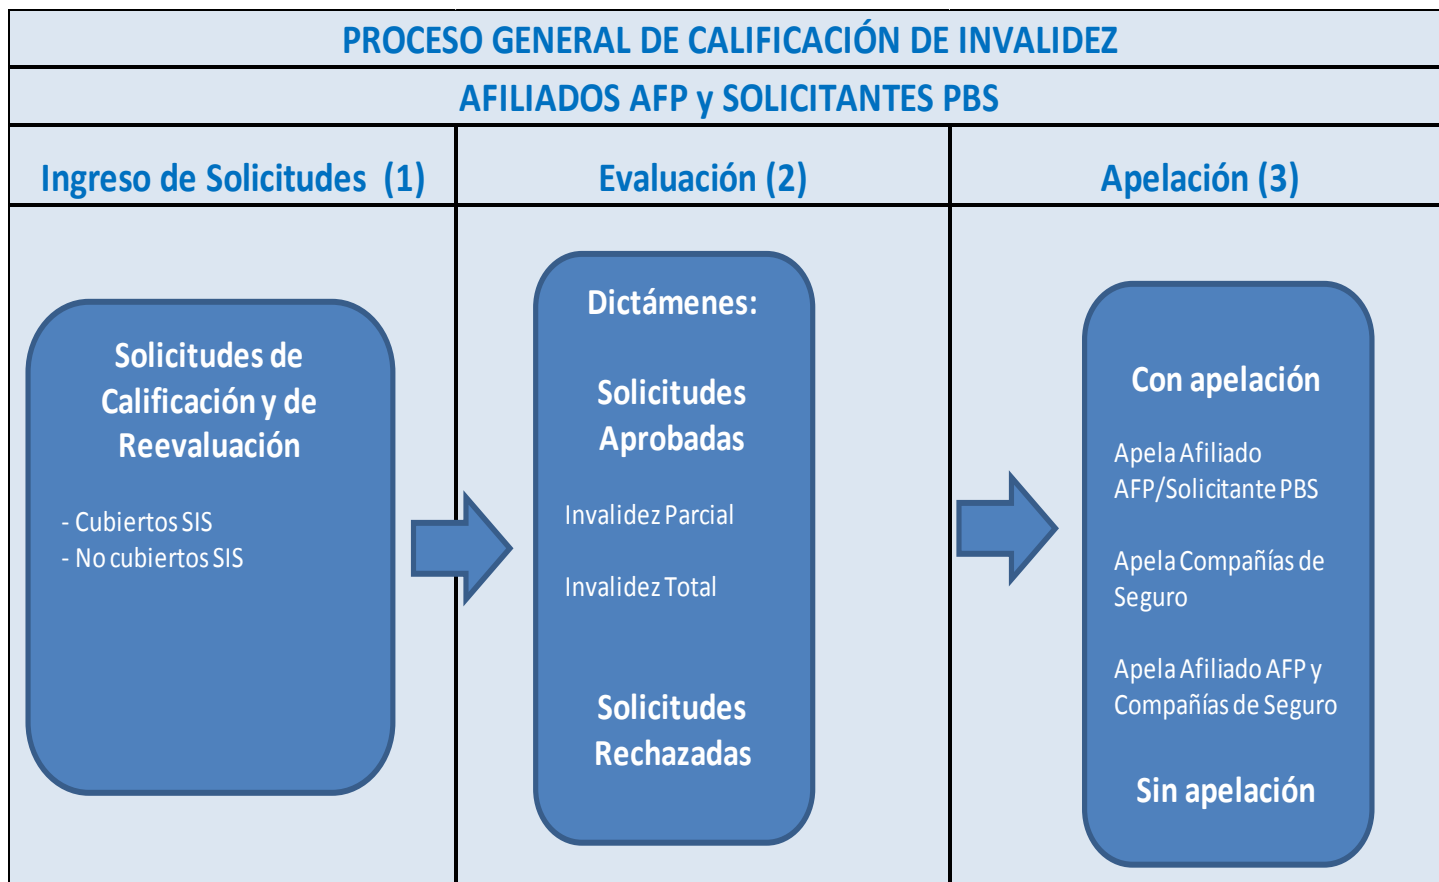 PROCESO GENERAL DE CALIFICACIÓN DE INVALIDEZ
AFILIADOS AFP y SOLICITANTES PBS
Ingreso de Solicitudes (1)
Evaluación (2)
Apelación (3)
Solicitudes de
Calificación y de
Reevaluación
- Cubiertos SIS
- No cubiertos SIS
Dictámenes:
Solicitudes
Aprobadas
Invalidez Parcial
Invalidez Total
Solicitudes
Rechazadas
Con apelación
Apela Afiliado
AFP/Solicitante PBS
Apela Compañías de
Seguro
Apela Afiliado AFP y
Compañías de Seguro
Sin apelación